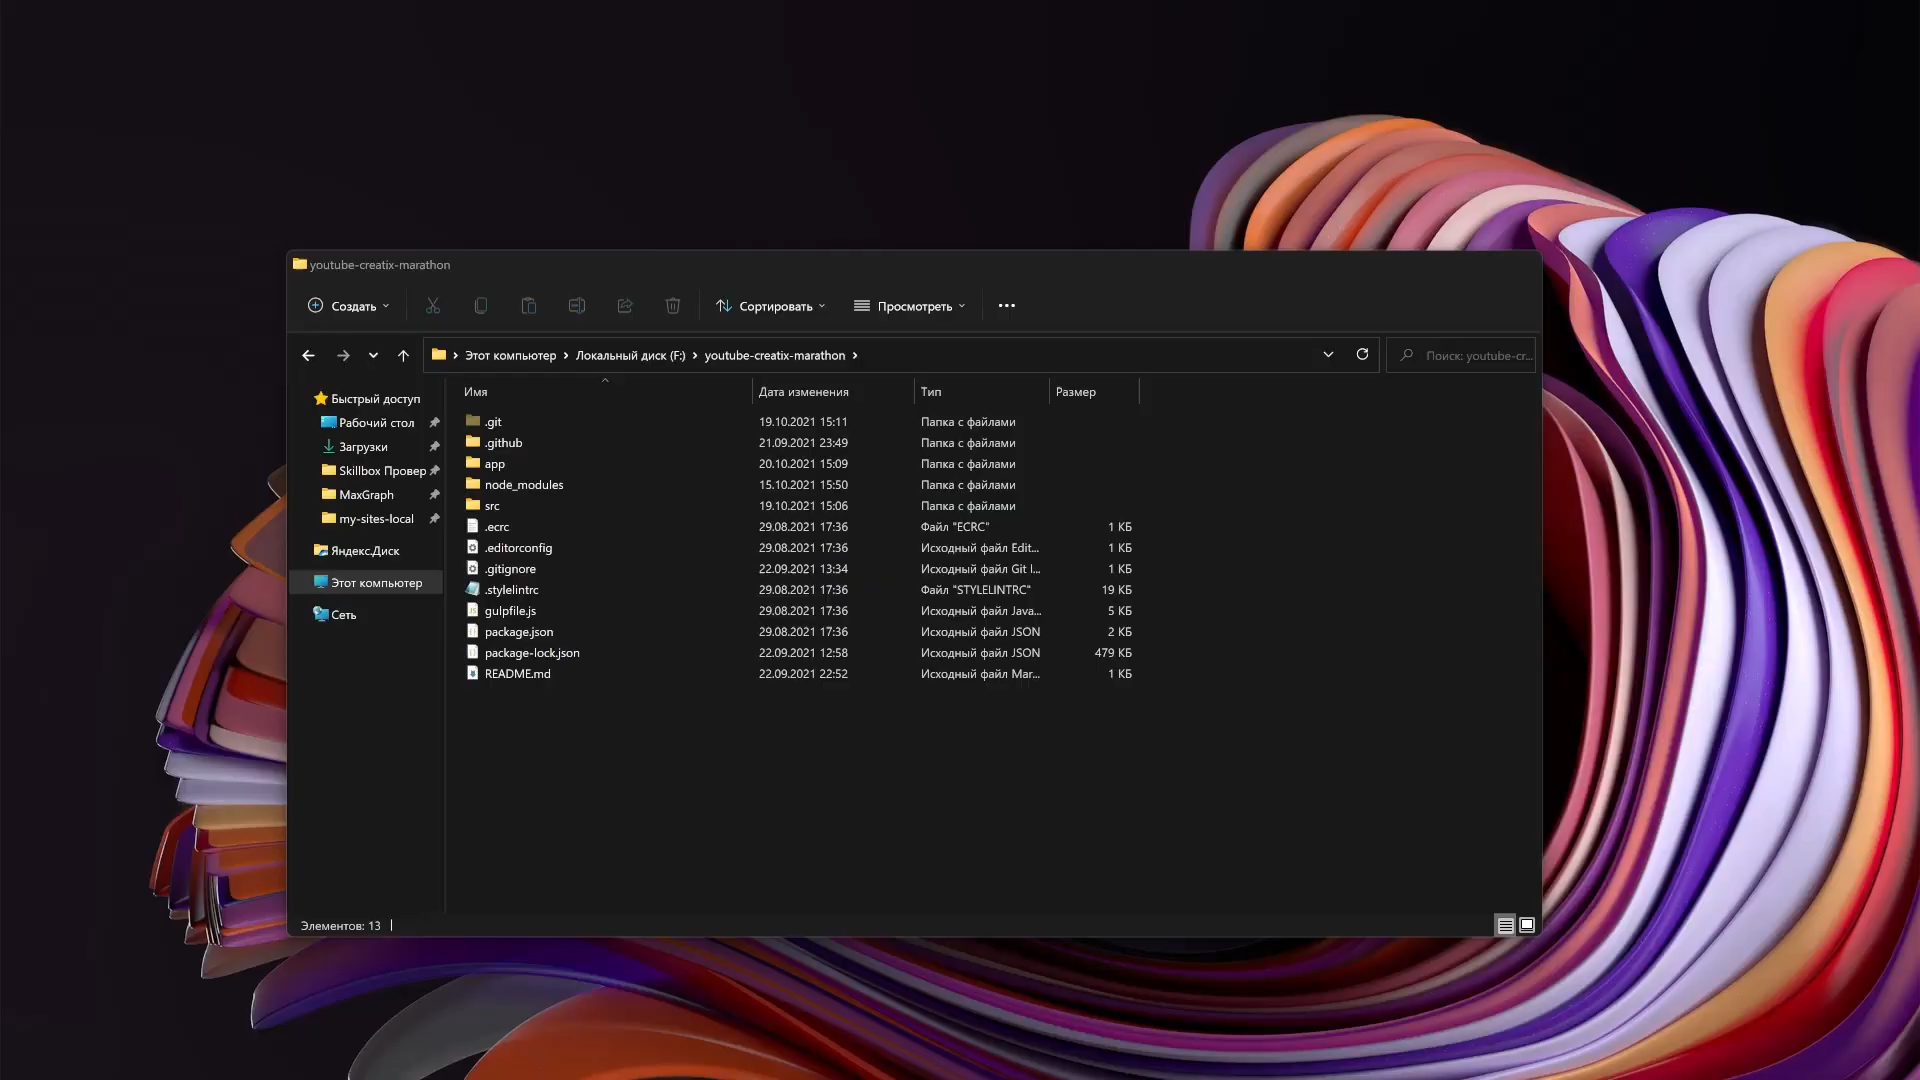 youtube-creatix-marathon
Создать Сортировать Просмотреть
Этот компьютер Локальный диск (F:) youtube-creatix-marathon Поиск: youtube-cr...
Быстрый доступ
Рабочий стол
Загрузки
Skillbox Провер
MaxGraph
my-sites-local
Яндекс.Диск
Этот компьютер
Сеть
Имя Дата изменения Тип Размер
.git 19.10.2021 15:11 Папка с файлами
.github 21.09.2021 23:49 Папка с файлами
app 20.10.2021 15:09 Папка с файлами
node_modules 15.10.2021 15:50 Папка с файлами
src 19.10.2021 15:06 Папка с файлами
.ecrc 29.08.2021 17:36 Файл "ECRC" 1 КБ
.editorconfig 29.08.2021 17:36 Исходный файл Edit... 1 КБ
.gitignore 22.09.2021 13:34 Исходный файл Git I... 1 КБ
.stylelintrc 29.08.2021 17:36 Файл "STYLELINTRC" 19 КБ
gulpfile.js 29.08.2021 17:36 Исходный файл Java... 5 КБ
package.json 29.08.2021 17:36 Исходный файл JSON 2 КБ
package-lock.json 22.09.2021 12:58 Исходный файл JSON 479 КБ
README.md 22.09.2021 22:52 Исходный файл Mar... 1 КБ
Элементов: 13